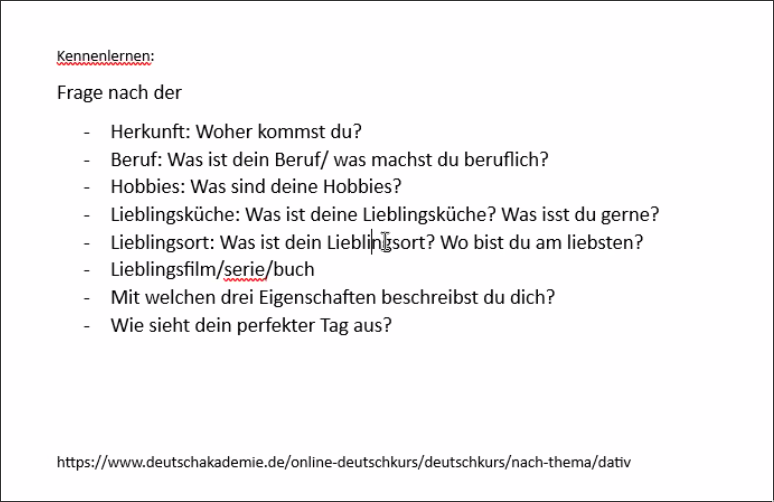 Kennenlernen:
Frage nach der
- Herkunft: Woher kommst du?
- Beruf: Was ist dein Beruf/ was machst du beruflich?
- Hobbies: Was sind deine Hobbies?
- Lieblingsküche: Was ist deine Lieblingsküche? Was isst du gerne?
- Lieblingsort: Was ist dein Lieblingsort? Wo bist du am liebsten?
- Lieblingsfilm/serie/buch
- Mit welchen drei Eigenschaften beschreibst du dich?
- Wie sieht dein perfekter Tag aus?
https://www.deutschakademie.de/online-deutschkurs/deutschkurs/nach-thema/dativ